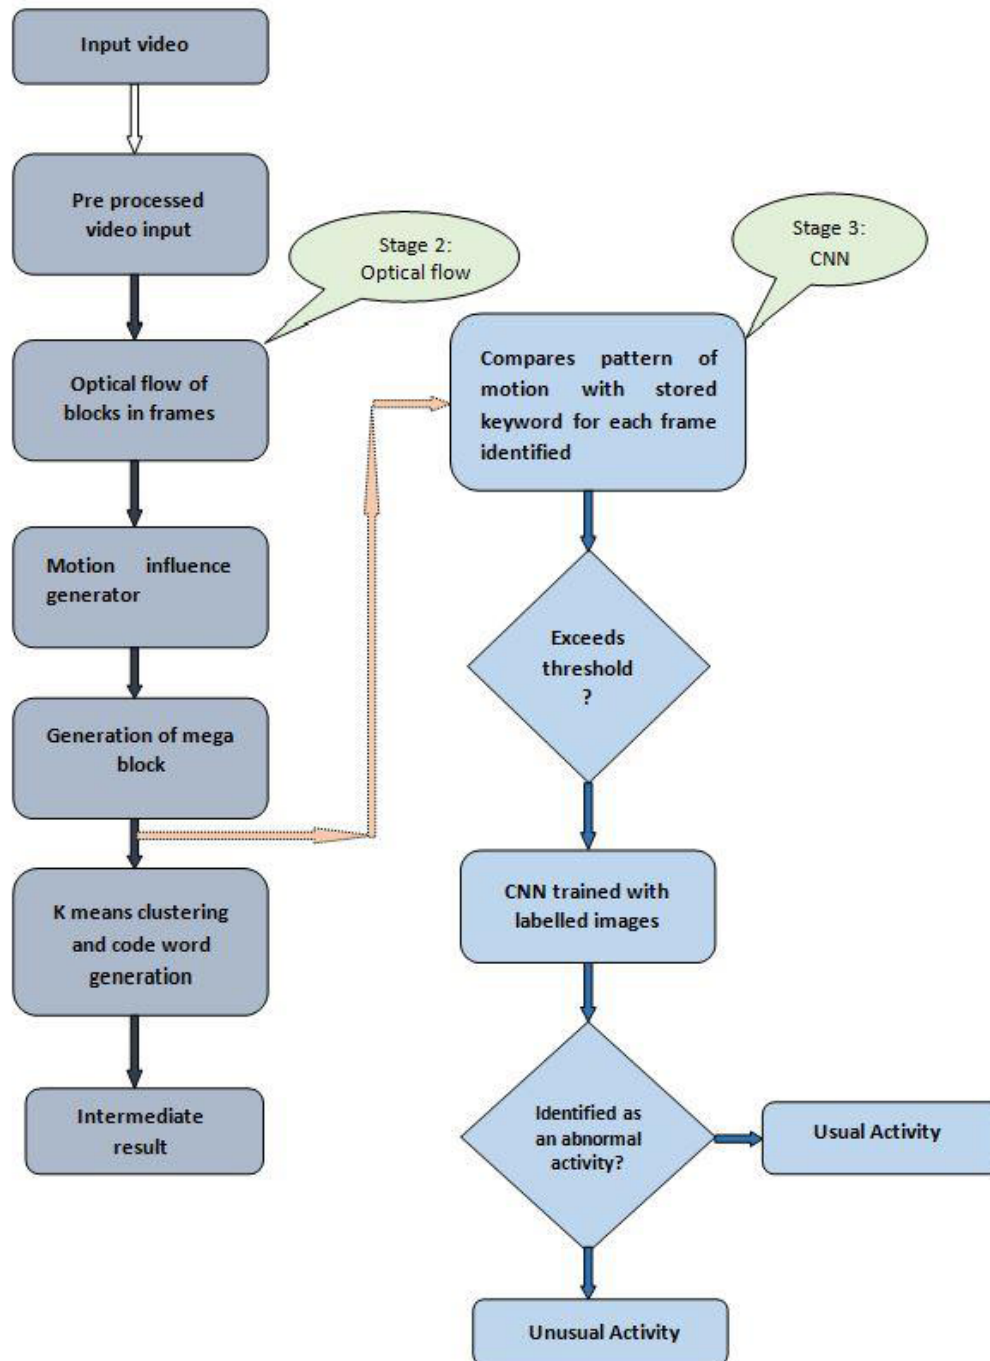 Input video
Pre processed
video input
Stage 2:
Optical flow
Optical flow of
blocks in frames
Motion influence
generator
Generation of mega
block
K means clustering
and code word
generation
Intermediate
result
Stage 3:
CNN
Compares pattern of
motion with stored
keyword for each frame
identified
Exceeds
threshold
?
CNN trained with
labelled images
Identified as
an abnormal
activity?
Usual Activity
Unusual Activity